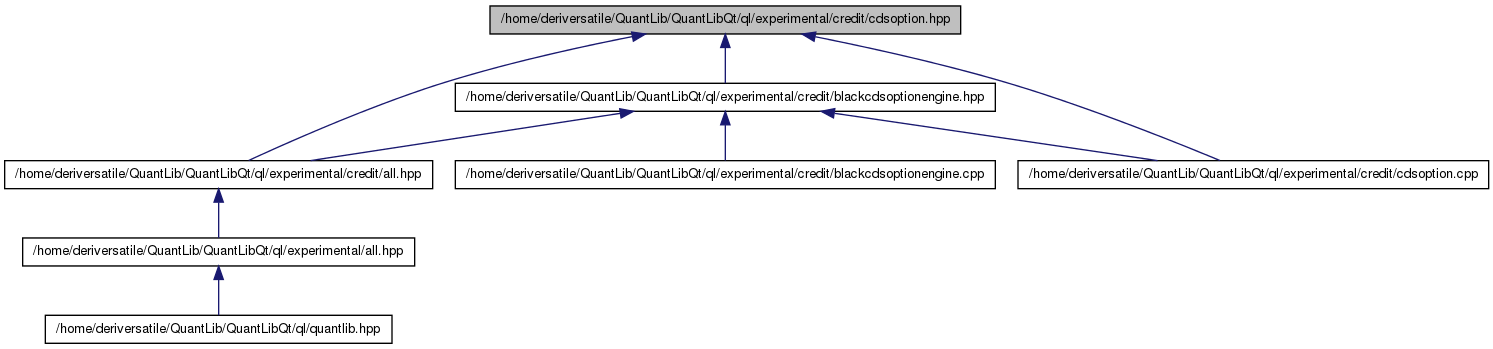 /home/deriversatile/QuantLib/QuantLibQt/ql/experimental/credit/cdsoption.hpp
/home/deriversatile/QuantLib/QuantLibQt/ql/experimental/credit/blackcdsoptionengine.hpp
/home/deriversatile/QuantLib/QuantLibQt/ql/experimental/credit/all.hpp
/home/deriversatile/QuantLib/QuantLibQt/ql/experimental/credit/blackcdsoptionengine.cpp
/home/deriversatile/QuantLib/QuantLibQt/ql/experimental/credit/cdsoption.cpp
/home/deriversatile/QuantLib/QuantLibQt/ql/experimental/all.hpp
/home/deriversatile/QuantLib/QuantLibQt/ql/quantlib.hpp